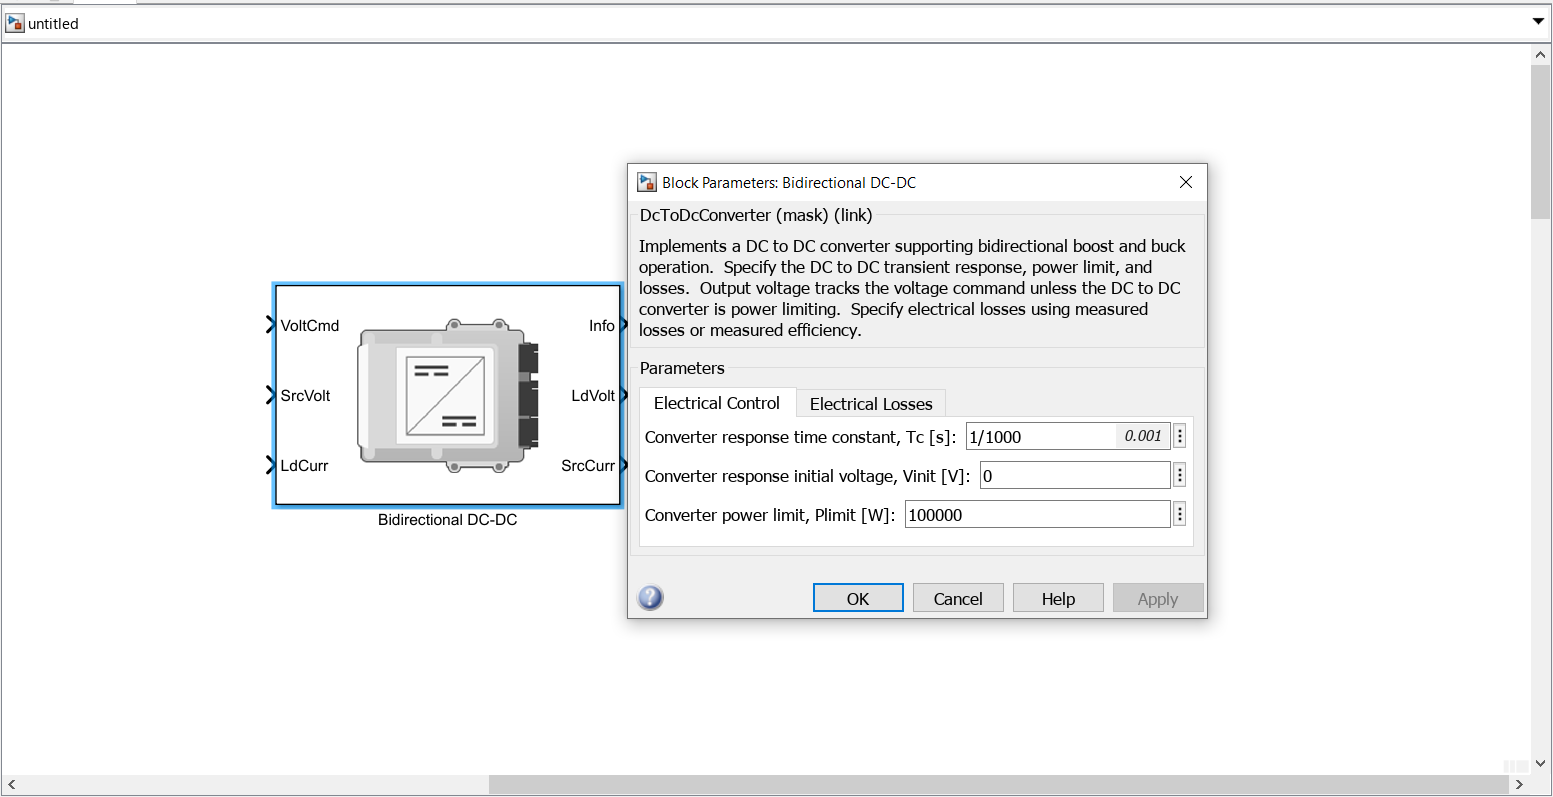 untitled
Block Parameters: Bidirectional DC-DC
DcToDcConverter (mask) (link)
Implements a DC to DC converter supporting bidirectional boost and buck
operation.  Specify the DC to DC transient response, power limit, and
losses.  Output voltage tracks the voltage command unless the DC to DC
converter is power limiting.  Specify electrical losses using measured
losses or measured efficiency.
Parameters
Electrical Control
Electrical Losses
Converter response time constant, Tc [s]: 1/1000 0.001
Converter response initial voltage, Vinit [V]: 0
Converter power limit, Plimit [W]: 100000
OK
Cancel
Help
Apply
VoltCmd
Info
SrcVolt
LdVolt
LdCurr
SrcCurr
Bidirectional DC-DC